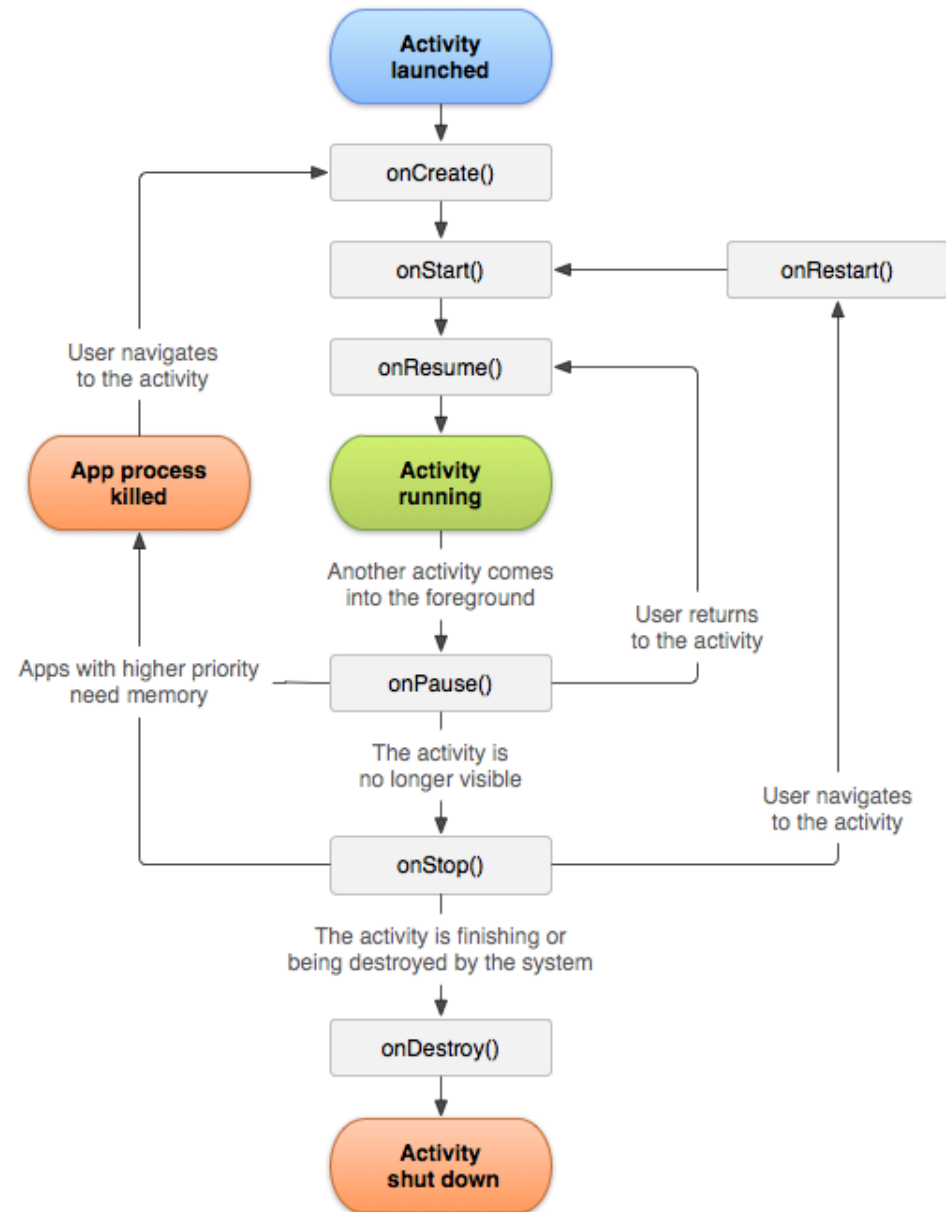 Activity
launched
onCreate()
onStart()
onRestart()
User navigates
to the activity
onResume()
App process
killed
Activity
running
Another activity comes
into the foreground
User returns
to the activity
Apps with higher priority
need memory
onPause()
The activity is
no longer visible
User navigates
to the activity
onStop()
The activity is finishing or
being destroyed by the system
onDestroy()
Activity
shut down